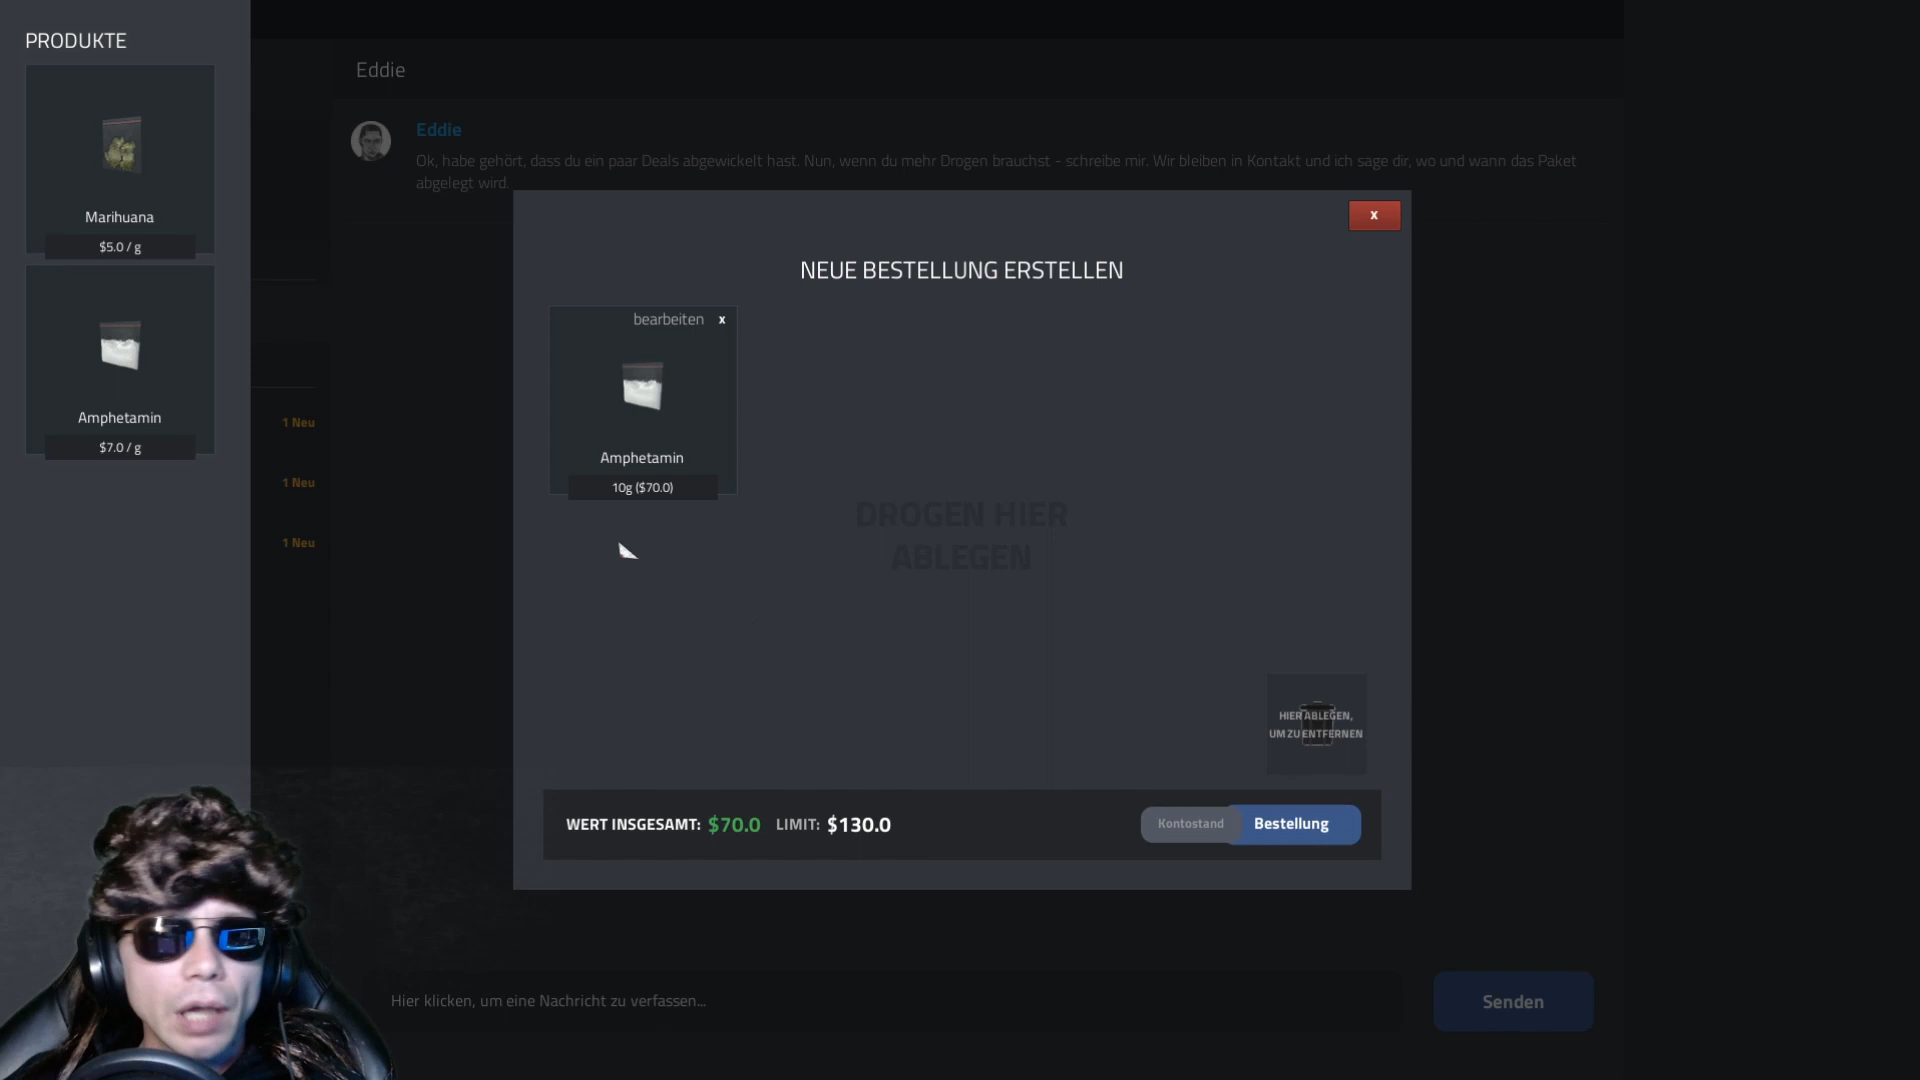 PRODUKTE
Marihuana
$5.0 / g
Amphetamin
$7.0 / g
1 Neu
1 Neu
1 Neu
Eddie
Eddie
Ok, habe gehört, dass du ein paar Deals abgewickelt hast. Nun, wenn du mehr Drogen brauchst - schreibe mir. Wir bleiben in Kontakt und ich sage dir, wo und wann das Paket
abgelegt wird.
x
NEUE BESTELLUNG ERSTELLEN
bearbeiten x
Amphetamin
10g ($70.0)
DROGEN HIER
ABLEGEN
HIER ABLEGEN,
UM ZU ENTFERNEN
WERT INSGESAMT: $70.0 LIMIT: $130.0
Kontostand Bestellung
Hier klicken, um eine Nachricht zu verfassen...
Senden